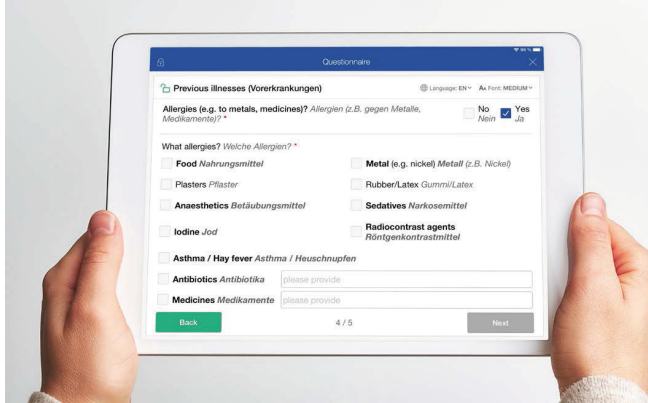 94 %
Questionnaire
Previous illnesses (Vorerkrankungen)
Language: EN
AA Font: MEDIUM
Allergies (e.g. to metals, medicines)? Allergien (z.B. gegen Metalle,
Medikamente)? *
No
Nein
Yes
Ja
What allergies? Welche Allergien? *
Food Nahrungsmittel
Metal (e.g. nickel) Metall (z.B. Nickel)
Plasters Pflaster
Rubber/Latex Gummi/Latex
Anaesthetics Betäubungsmittel
Sedatives Narkosemittel
Iodine Jod
Radiocontrast agents
Röntgenkontrastmittel
Asthma / Hay fever Asthma / Heuschnupfen
Antibiotics Antibiotika
please provide
Medicines Medikamente
please provide
Back
4 / 5
Next